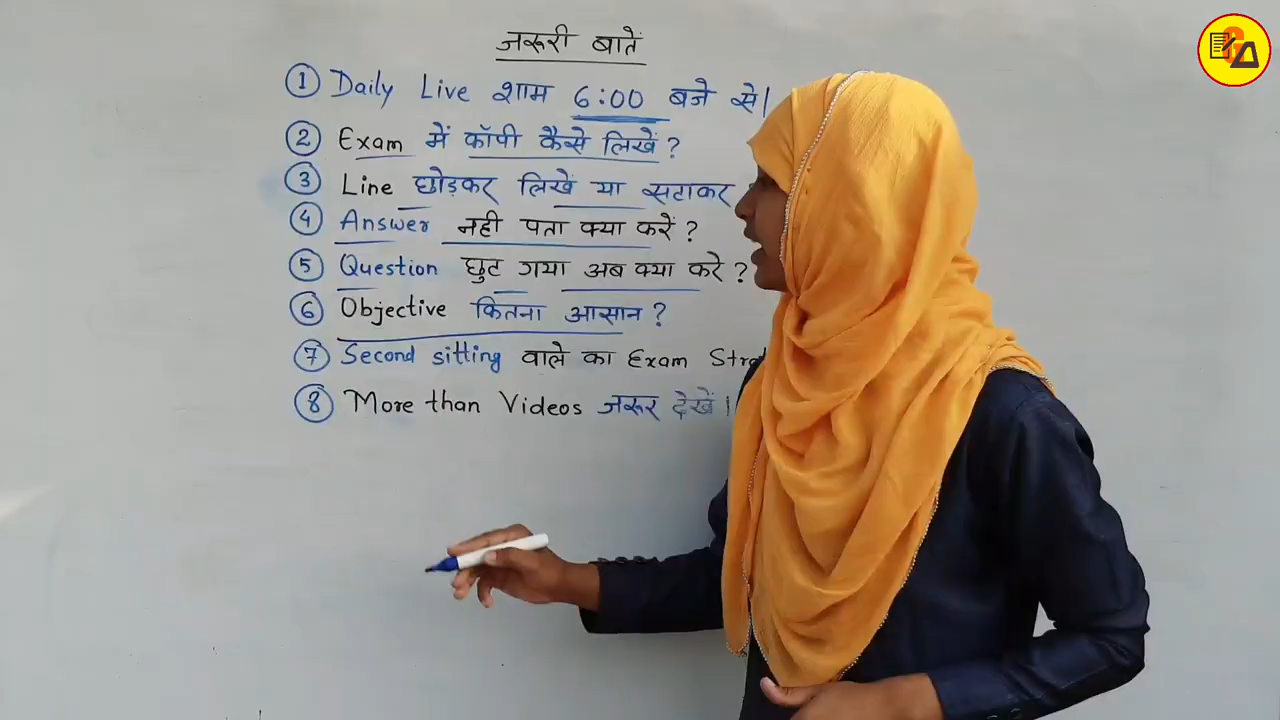 जरूरी बातें
① Daily Live शाम 6:00 बजे से।
② Exam में कॉपी कैसे लिखें?
③ Line छोड़कर लिखें या सटाकर
④ Answer नही पता क्या करें?
⑤ Question छुट गया अब क्या करे?
⑥ Objective कितना आसान?
⑦ Second sitting वाले का Exam
⑧ More than Videos जरूर देखें।